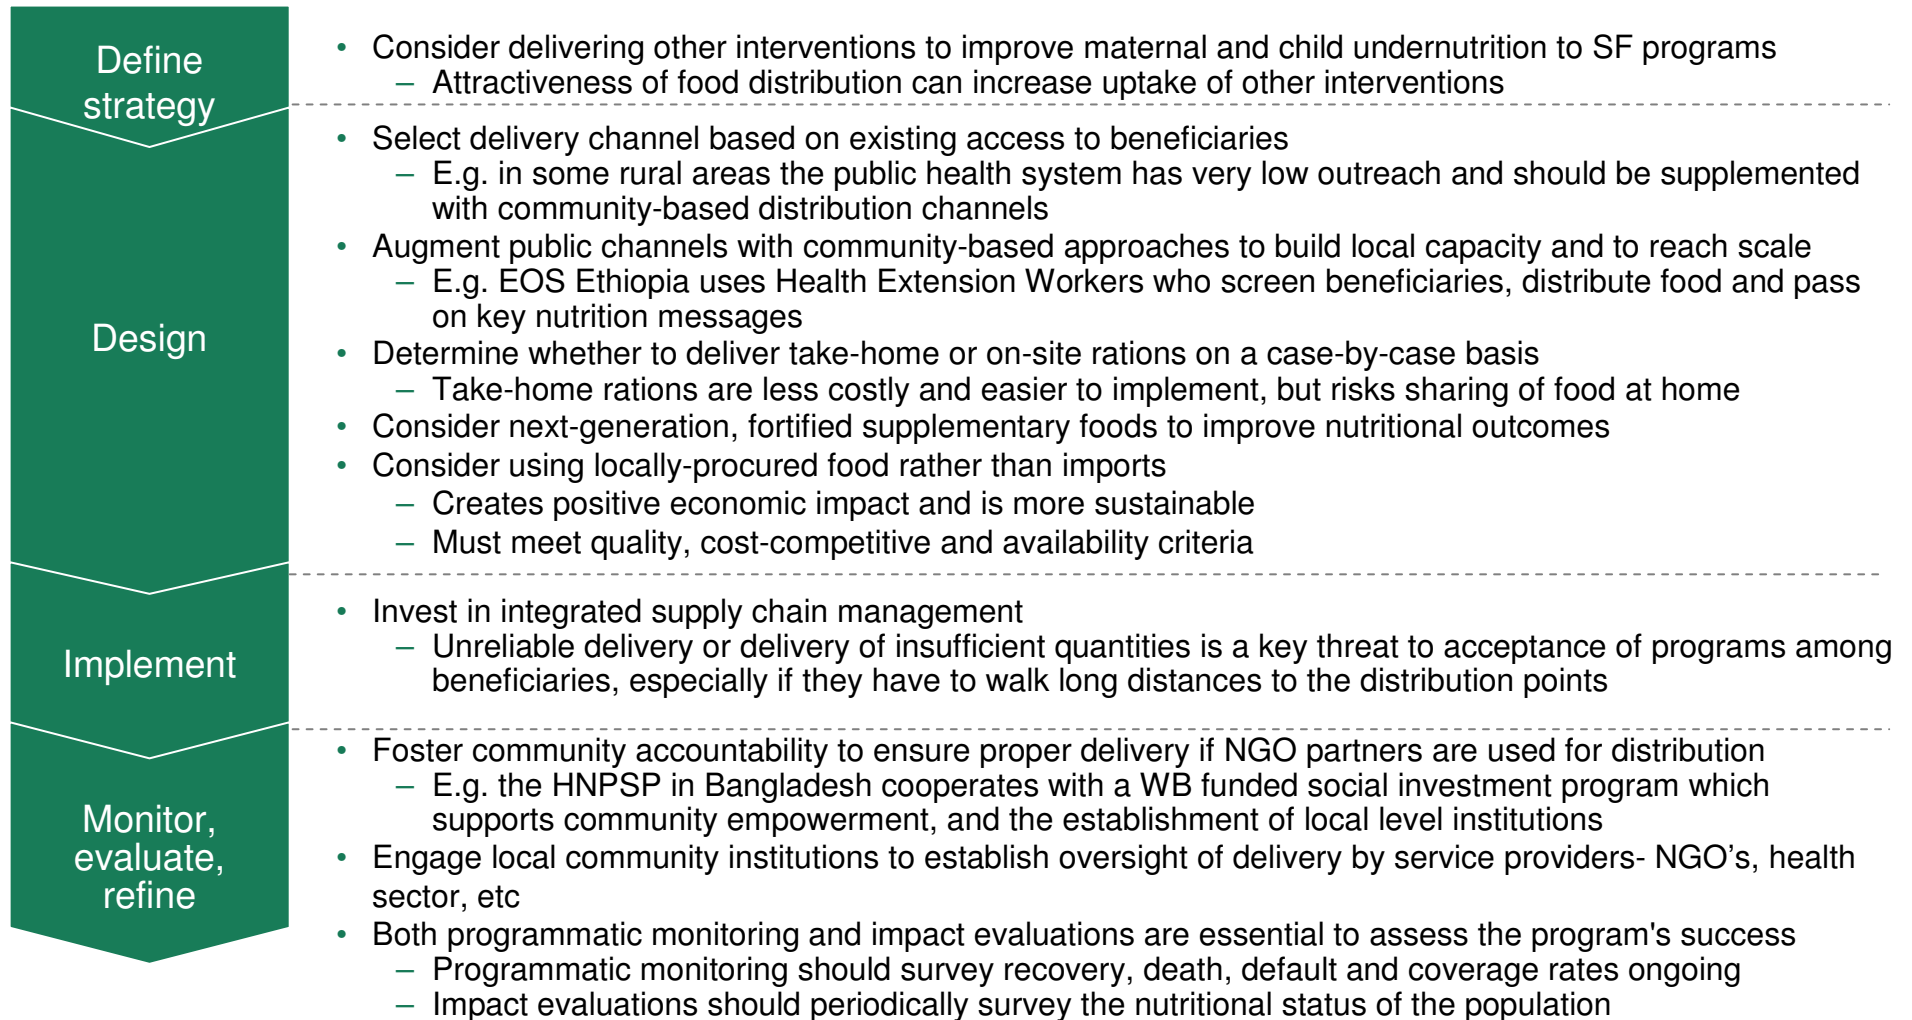 Define
strategy
• Consider delivering other interventions to improve maternal and child undernutrition to SF programs
– Attractiveness of food distribution can increase uptake of other interventions
Design
• Select delivery channel based on existing access to beneficiaries
– E.g. in some rural areas the public health system has very low outreach and should be supplemented
with community-based distribution channels
• Augment public channels with community-based approaches to build local capacity and to reach scale
– E.g. EOS Ethiopia uses Health Extension Workers who screen beneficiaries, distribute food and pass
on key nutrition messages
• Determine whether to deliver take-home or on-site rations on a case-by-case basis
– Take-home rations are less costly and easier to implement, but risks sharing of food at home
• Consider next-generation, fortified supplementary foods to improve nutritional outcomes
• Consider using locally-procured food rather than imports
– Creates positive economic impact and is more sustainable
– Must meet quality, cost-competitive and availability criteria
Implement
• Invest in integrated supply chain management
– Unreliable delivery or delivery of insufficient quantities is a key threat to acceptance of programs among
beneficiaries, especially if they have to walk long distances to the distribution points
Monitor,
evaluate,
refine
• Foster community accountability to ensure proper delivery if NGO partners are used for distribution
– E.g. the HNPSP in Bangladesh cooperates with a WB funded social investment program which
supports community empowerment, and the establishment of local level institutions
• Engage local community institutions to establish oversight of delivery by service providers- NGO's, health
sector, etc
• Both programmatic monitoring and impact evaluations are essential to assess the program's success
– Programmatic monitoring should survey recovery, death, default and coverage rates ongoing
– Impact evaluations should periodically survey the nutritional status of the population